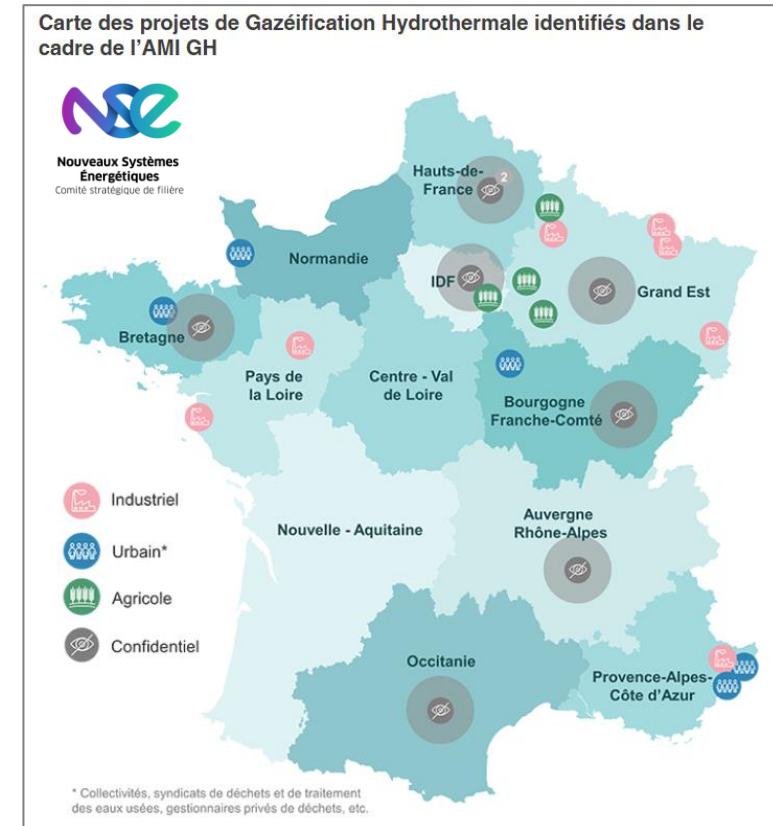 Carte des projets de Gazéification Hydrothermale identifiés dans le
cadre de l’AMI GH
nse
Nouveaux Systèmes
Énergétiques
Comité stratégique de filière
Hauts-de-
France
2
Normandie
IDF
Grand Est
Bretagne
Pays de
la Loire
Centre - Val
de Loire
Bourgogne
Franche-Comté
Industriel
Urbain*
Agricole
Confidentiel
Nouvelle - Aquitaine
Auvergne
Rhône-Alpes
Occitanie
Provence-Alpes-
Côte d’Azur
* Collectivités, syndicats de déchets et de traitement
des eaux usées, gestionnaires privés de déchets, etc.